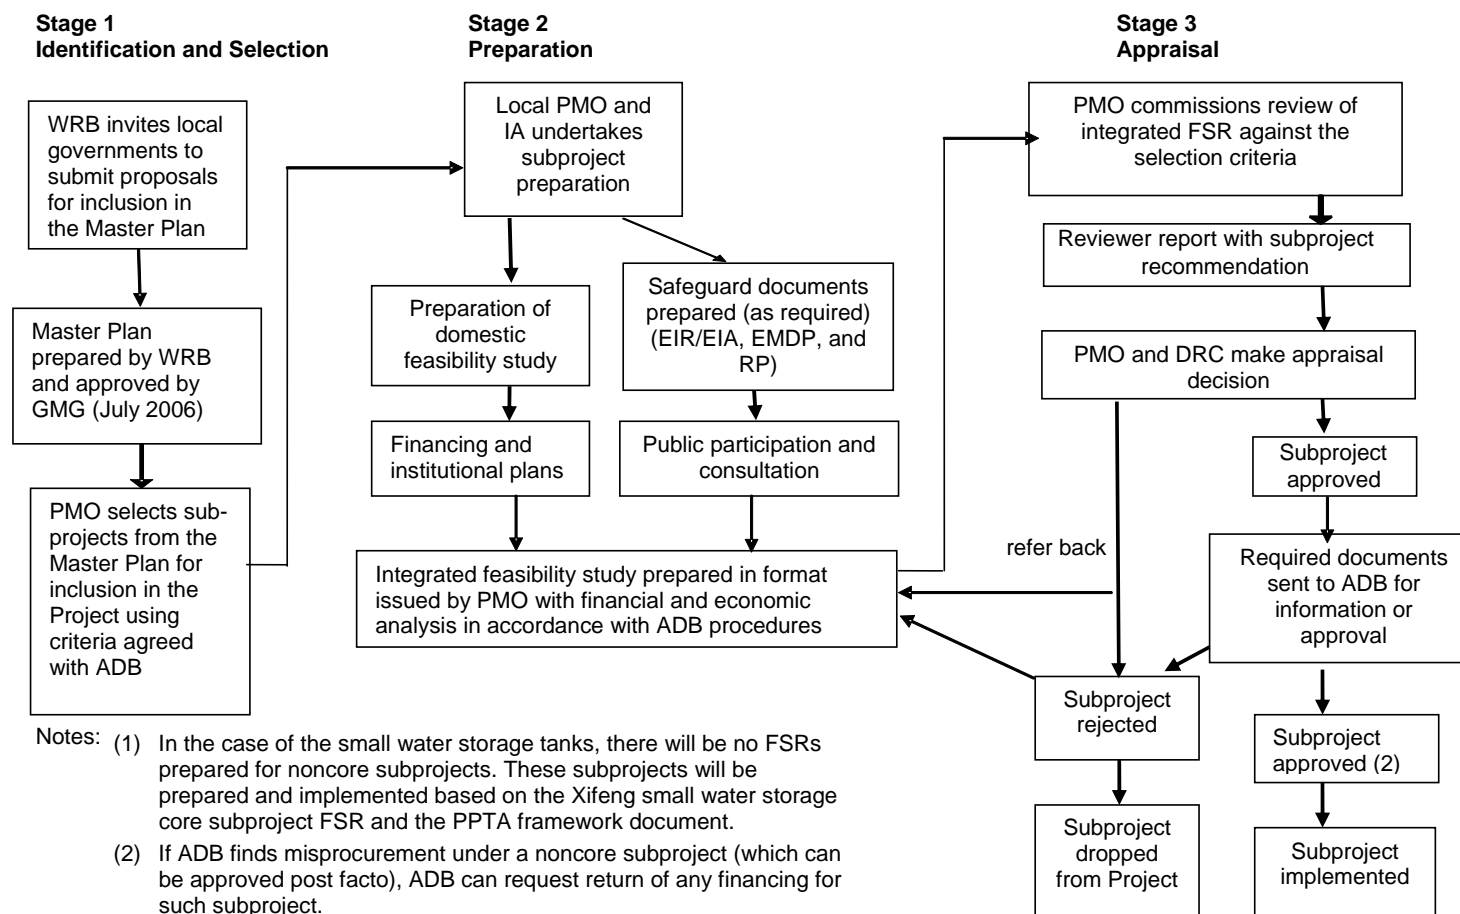 Stage 1
Identification and Selection
Stage 2
Preparation
Stage 3
Appraisal
WRB invites local
governments to
submit proposals
for inclusion in
the Master Plan
Master Plan
prepared by WRB
and approved by
GMG (July 2006)
PMO selects sub-
projects from the
Master Plan for
inclusion in the
Project using
criteria agreed
with ADB
Local PMO and
IA undertakes
subproject
preparation
Preparation of
domestic
feasibility study
Safeguard documents
prepared (as required)
(EIR/EIA, EMDP, and
RP)
Financing and
institutional plans
Public participation and
consultation
Integrated feasibility study prepared in format
issued by PMO with financial and economic
analysis in accordance with ADB procedures
PMO commissions review of
integrated FSR against the
selection criteria
Reviewer report with subproject
recommendation
PMO and DRC make appraisal
decision
Subproject
approved
refer back
Required documents
sent to ADB for
information or
approval
Subproject
rejected
Subproject
approved (2)
Subproject
dropped
from Project
Subproject
implemented
Notes: (1) In the case of the small water storage tanks, there will be no FSRs
prepared for noncore subprojects. These subprojects will be
prepared and implemented based on the Xifeng small water storage
core subproject FSR and the PPTA framework document.
(2) If ADB finds misprocurement under a noncore subproject (which can
be approved post facto), ADB can request return of any financing for
such subproject.